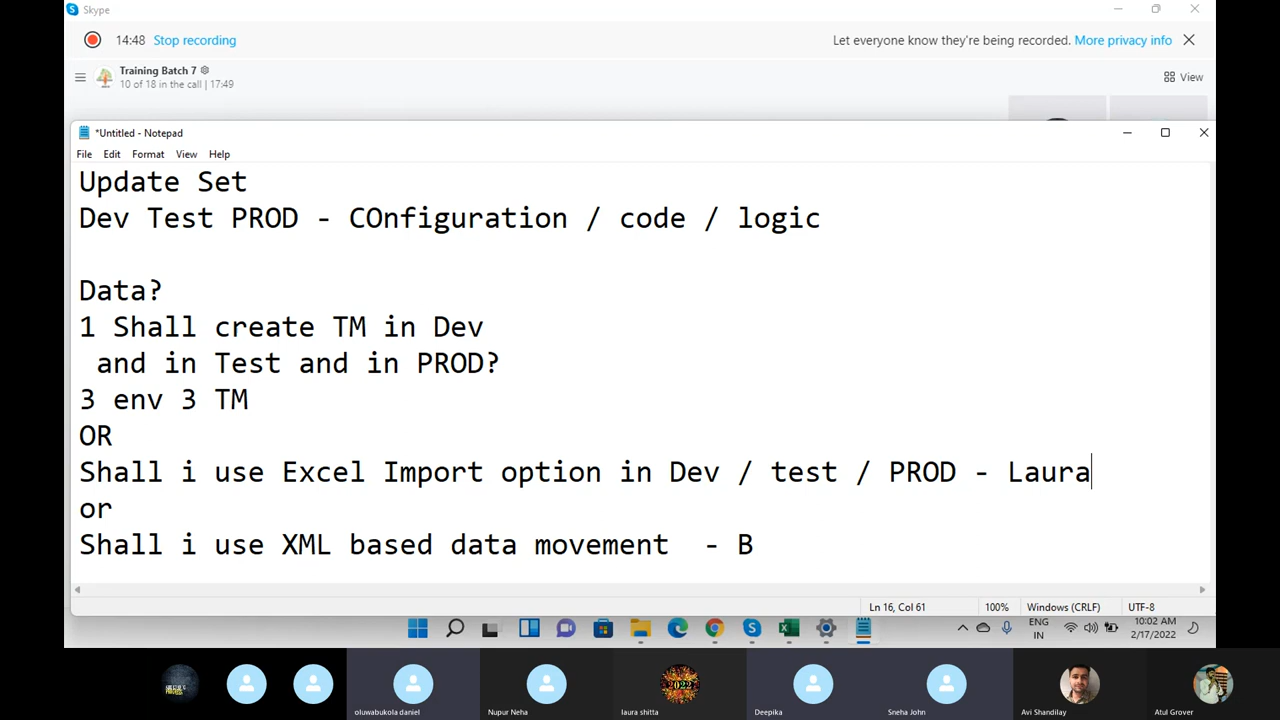 Skype
14:48 Stop recording
Let everyone know they're being recorded. More privacy info
Training Batch 7
10 of 18 in the call | 17:49
View
*Untitled - Notepad
File Edit Format View Help
Update Set
Dev Test PROD - COnfiguration / code / logic
Data?
1 Shall create TM in Dev
and in Test and in PROD?
3 env 3 TM
OR
Shall i use Excel Import option in Dev / test / PROD - Laura
or
Shall i use XML based data movement - B
Ln 16, Col 61 100% Windows (CRLF) UTF-8
ENG
IN
10:02 AM
2/17/2022
2022
oluwabukola daniel
Nupur Neha
laura shitta
Deepika
Sneha John
Avi Shandilay
Atul Grover